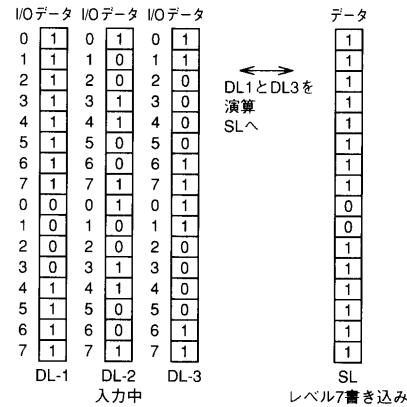 I/Oデータ I/Oデータ I/Oデータ データ
0 1 0 1 0 1 1
1 1 1 0 1 1 1
2 1 2 0 2 0 1
3 1 3 1 3 0 1
4 1 4 1 4 0 1
5 1 5 0 5 0 1
6 1 6 0 6 1 1
7 1 7 1 7 1 1
0 0 0 1 0 1 0
1 0 1 0 1 1 0
2 0 2 0 2 0 1
3 0 3 1 3 0 1
4 1 4 1 4 0 1
5 1 5 0 5 0 1
6 1 6 0 6 1 1
7 1 7 1 7 1 1
DL1とDL3を
演算
SLへ
DL-1 DL-2 DL-3 SL
入力中 レベル7書き込み